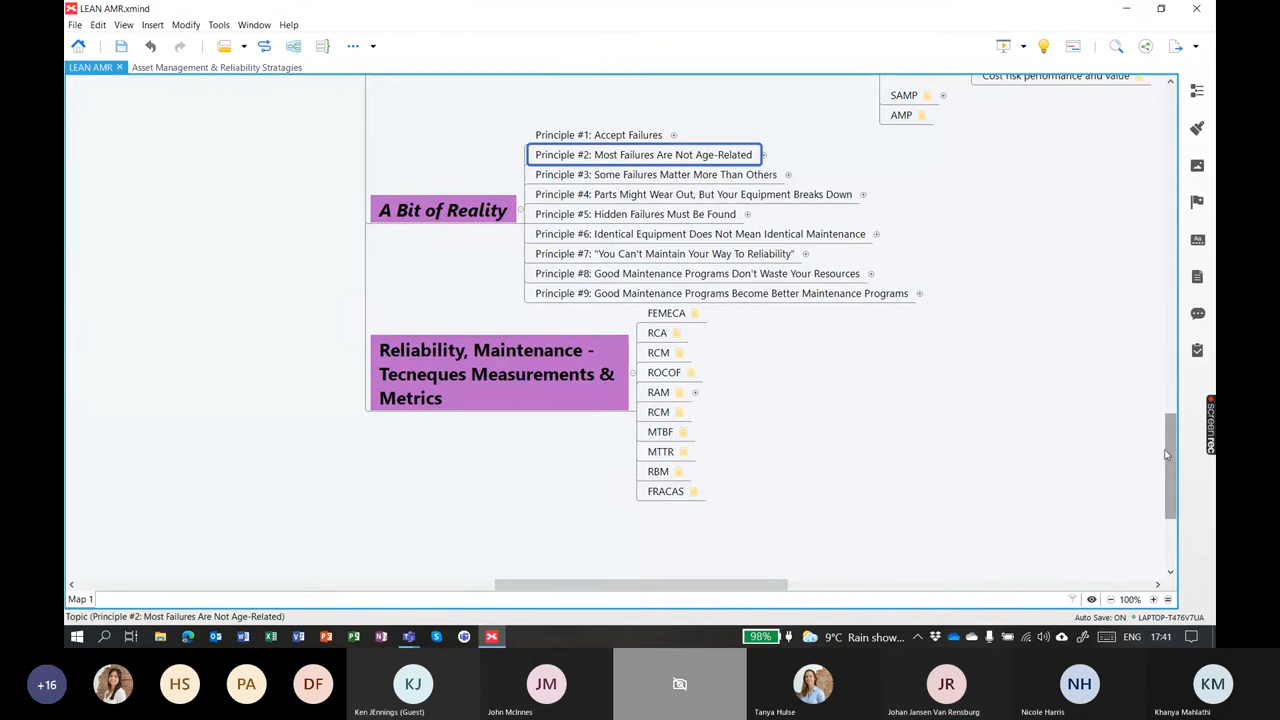 LEAN AMR.xmind
File Edit View Insert Modify Tools Window Help
LEAN AMR Asset Management & Reliability Stratagies
Cost risk performance and value
SAMP
AMP
Principle #1: Accept Failures
Principle #2: Most Failures Are Not Age-Related
Principle #3: Some Failures Matter More Than Others
Principle #4: Parts Might Wear Out, But Your Equipment Breaks Down
A Bit of Reality
Principle #5: Hidden Failures Must Be Found
Principle #6: Identical Equipment Does Not Mean Identical Maintenance
Principle #7: "You Can't Maintain Your Way To Reliability"
Principle #8: Good Maintenance Programs Don't Waste Your Resources
Principle #9: Good Maintenance Programs Become Better Maintenance Programs
Reliability, Maintenance -
Tecneques Measurements &
Metrics
FEMECA
RCA
RCM
ROCOF
RAM
RCM
MTBF
MTTR
RBM
FRACAS
screenrec
Map 1
100%
Topic (Principle #2: Most Failures Are Not Age-Related)
Auto Save: ON LAPTOP-T476V7UA
98% 9°C Rain show... ENG 17:41
+16 HS PA DF KJ JM JR NH KM
Ken JEnnings (Guest) John McInnes Tanya Hulse Johan Jansen Van Rensburg Nicole Harris Khanya Mahlathi